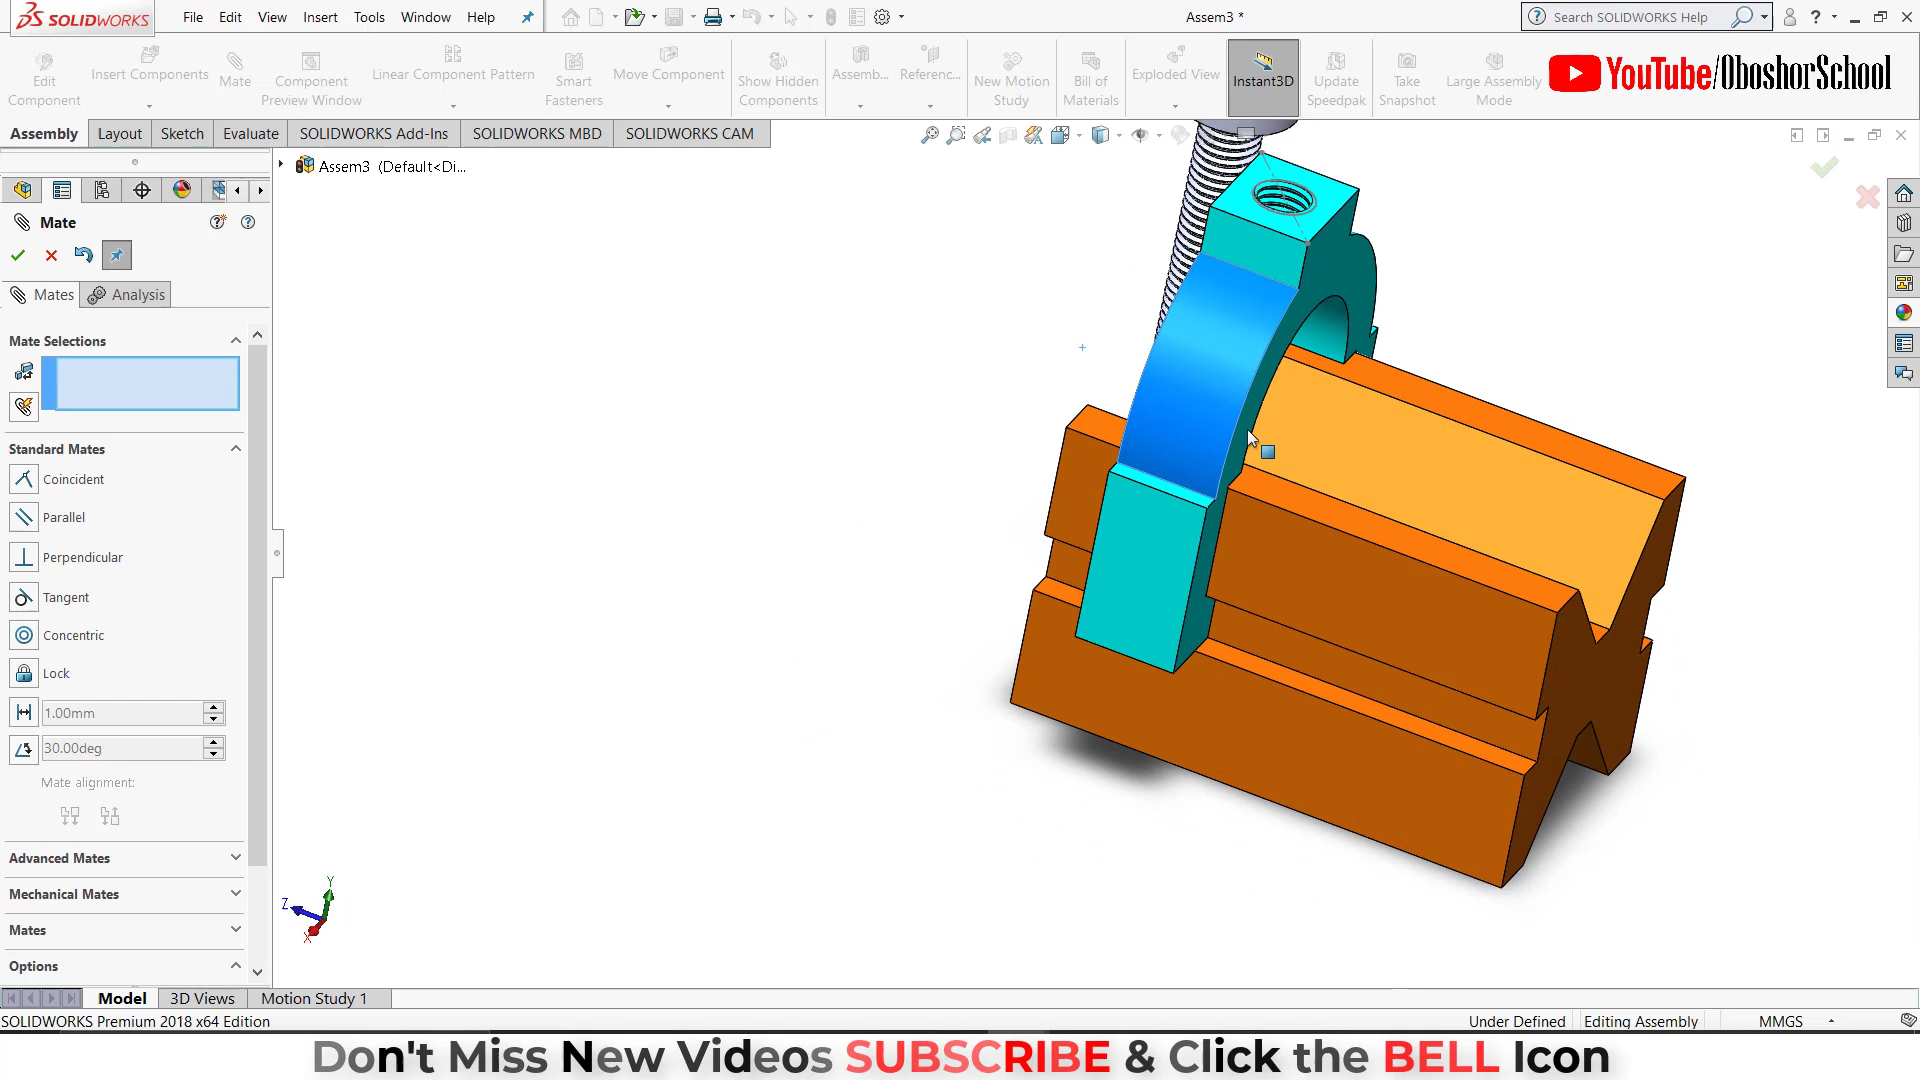 SOLIDWORKS
File Edit View Insert Tools Window Help
Assem3 *
Search SOLIDWORKS Help
Edit Component
Insert Components
Mate
Component Preview Window
Linear Component Pattern
Smart Fasteners
Move Component
Show Hidden Components
Assemb...
Referenc...
New Motion Study
Bill of Materials
Exploded View
Instant3D
Update Speedpak
Take Snapshot
Large Assembly Mode
YouTube/OboshorSchool
Assembly Layout Sketch Evaluate SOLIDWORKS Add-Ins SOLIDWORKS MBD SOLIDWORKS CAM
Assem3 (Default<Di...
Mate
Mates Analysis
Mate Selections
Standard Mates
Coincident
Parallel
Perpendicular
Tangent
Concentric
Lock
1.00mm
30.00deg
Mate alignment:
Advanced Mates
Mechanical Mates
Mates
Options
Y
Z
X
Model 3D Views Motion Study 1
SOLIDWORKS Premium 2018 x64 Edition
Under Defined Editing Assembly MMGS
Don't Miss New Videos SUBSCRIBE & Click the BELL Icon